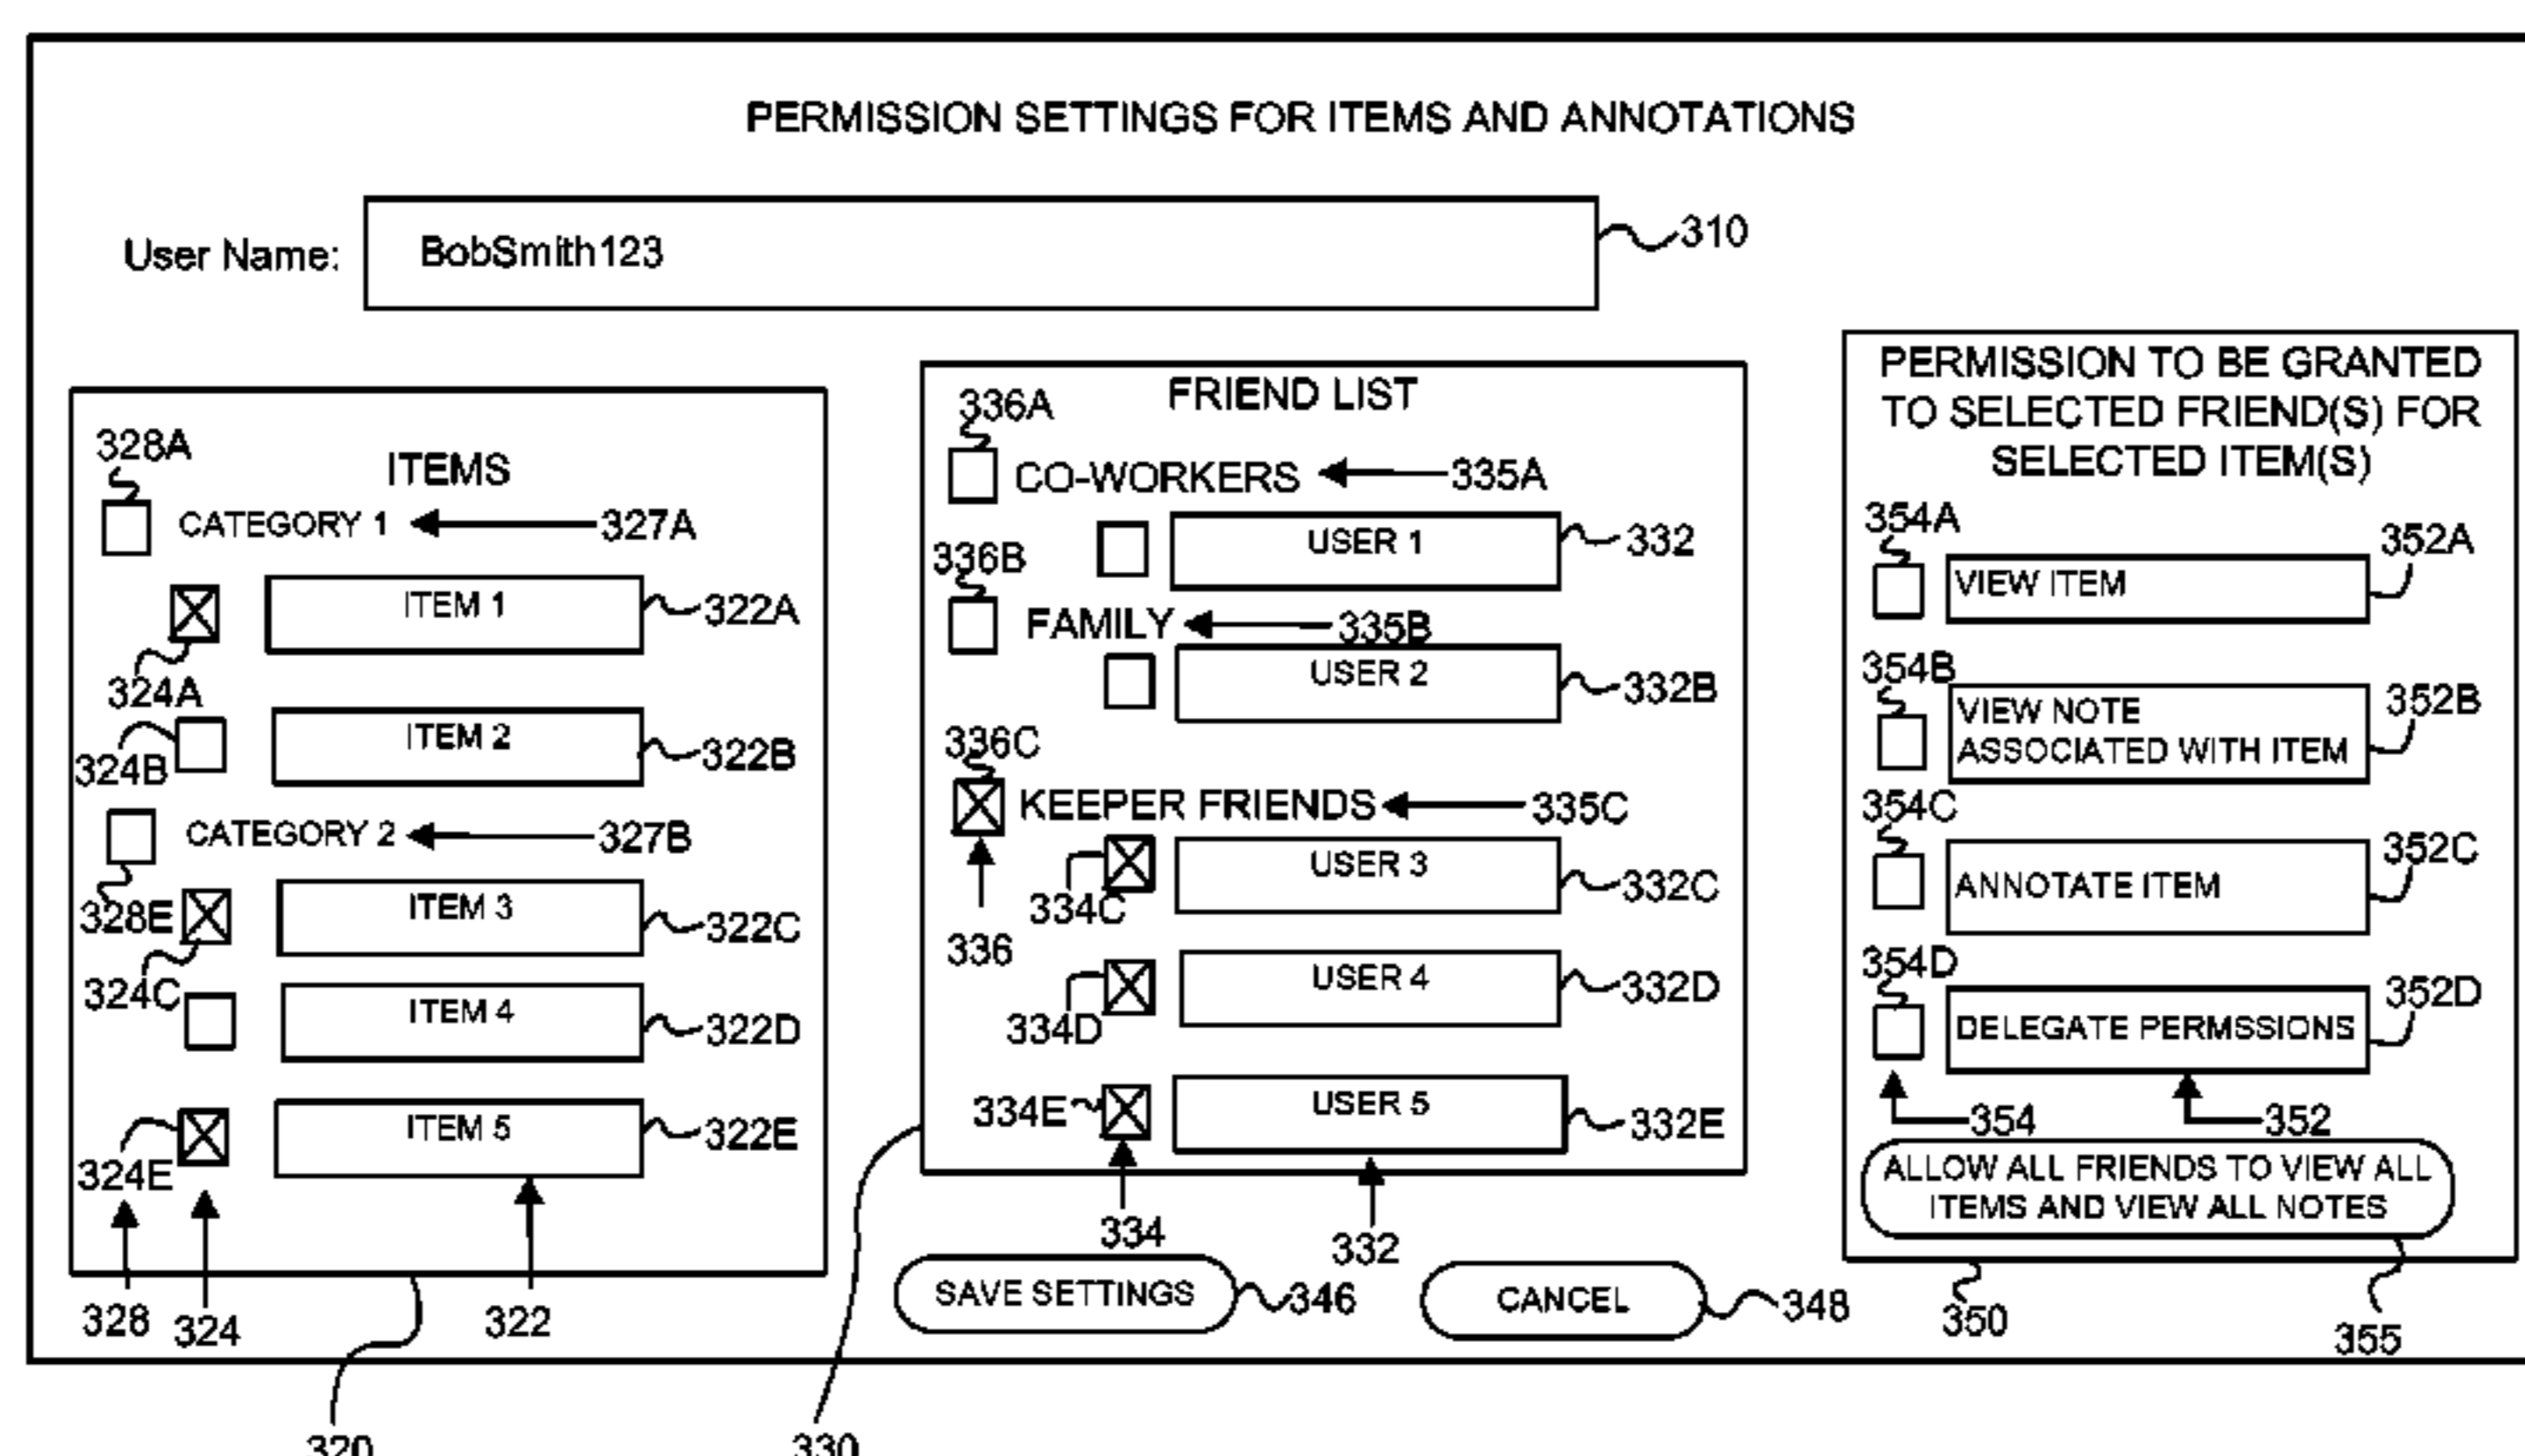 PERMISSION SETTINGS FOR ITEMS AND ANNOTATIONS
User Name:
BobSmith123
310
328A
ITEMS
CATEGORY 1
327A
ITEM 1
322A
324A
ITEM 2
322B
324B
CATEGORY 2
327B
328E
ITEM 3
322C
324C
ITEM 4
322D
ITEM 5
322E
324E
328
324
322
320
FRIEND LIST
336A
CO-WORKERS
335A
USER 1
332
336B
FAMILY
335B
USER 2
332B
336C
KEEPER FRIENDS
335C
USER 3
332C
334C
336
USER 4
332D
334D
USER 5
332E
334E
334
332
330
SAVE SETTINGS
346
CANCEL
348
PERMISSION TO BE GRANTED
TO SELECTED FRIEND(S) FOR
SELECTED ITEM(S)
354A
VIEW ITEM
352A
354B
VIEW NOTE
ASSOCIATED WITH ITEM
352B
354C
ANNOTATE ITEM
352C
354D
DELEGATE PERMSSIONS
352D
354
352
ALLOW ALL FRIENDS TO VIEW ALL
ITEMS AND VIEW ALL NOTES
350
355